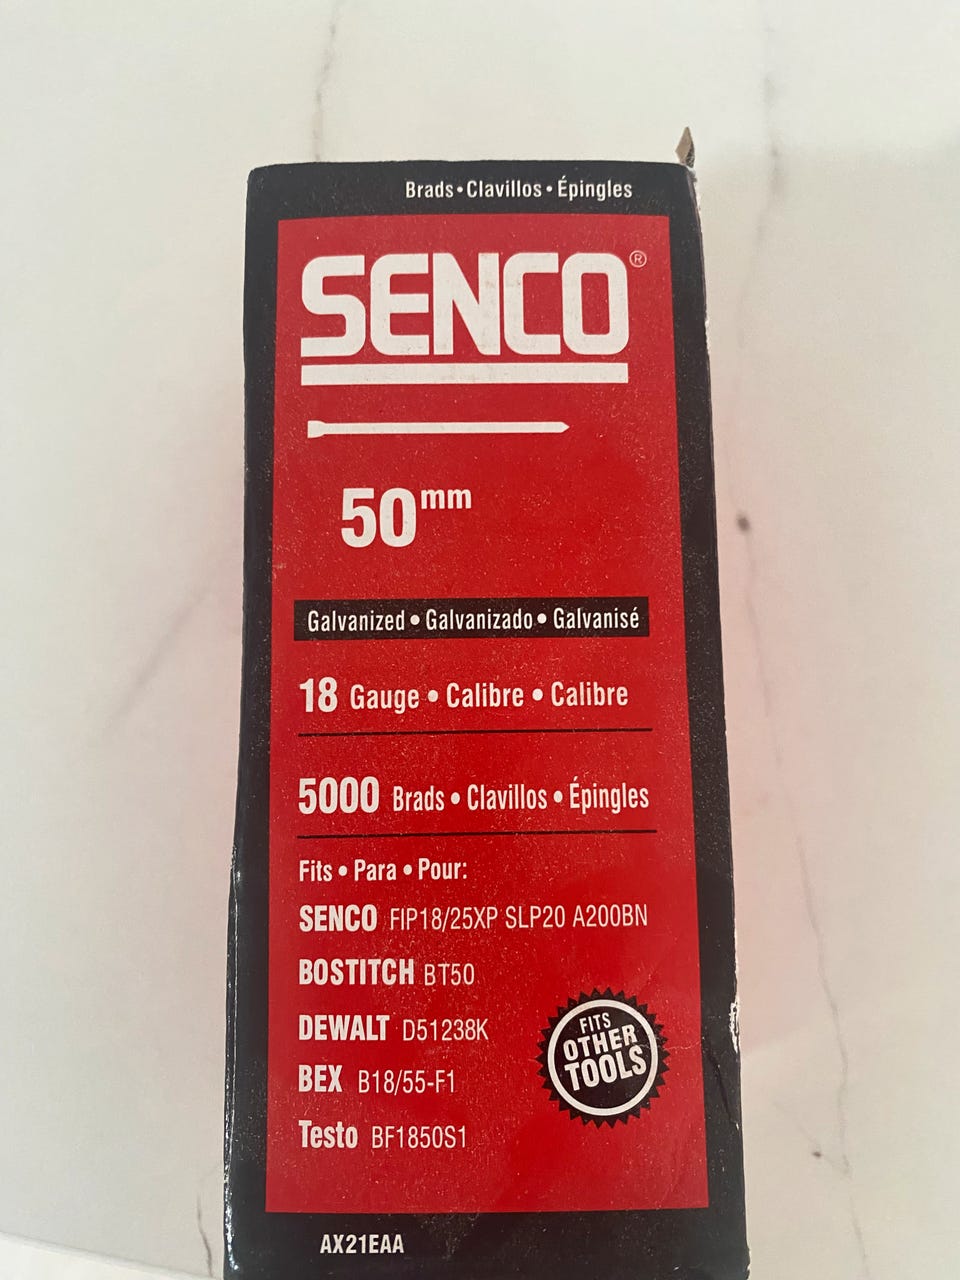 Brads • Clavillos • Épingles
SENCO®
50mm
Galvanized • Galvanizado • Galvanisé
18 Gauge • Calibre • Calibre
5000 Brads • Clavillos • Épingles
Fits • Para • Pour:
SENCO FIP18/25XP SLP20 A200BN
BOSTITCH BT50
DEWALT D51238K
BEX B18/55-F1
Testo BF1850S1
FITS
OTHER
TOOLS
AX21EAA